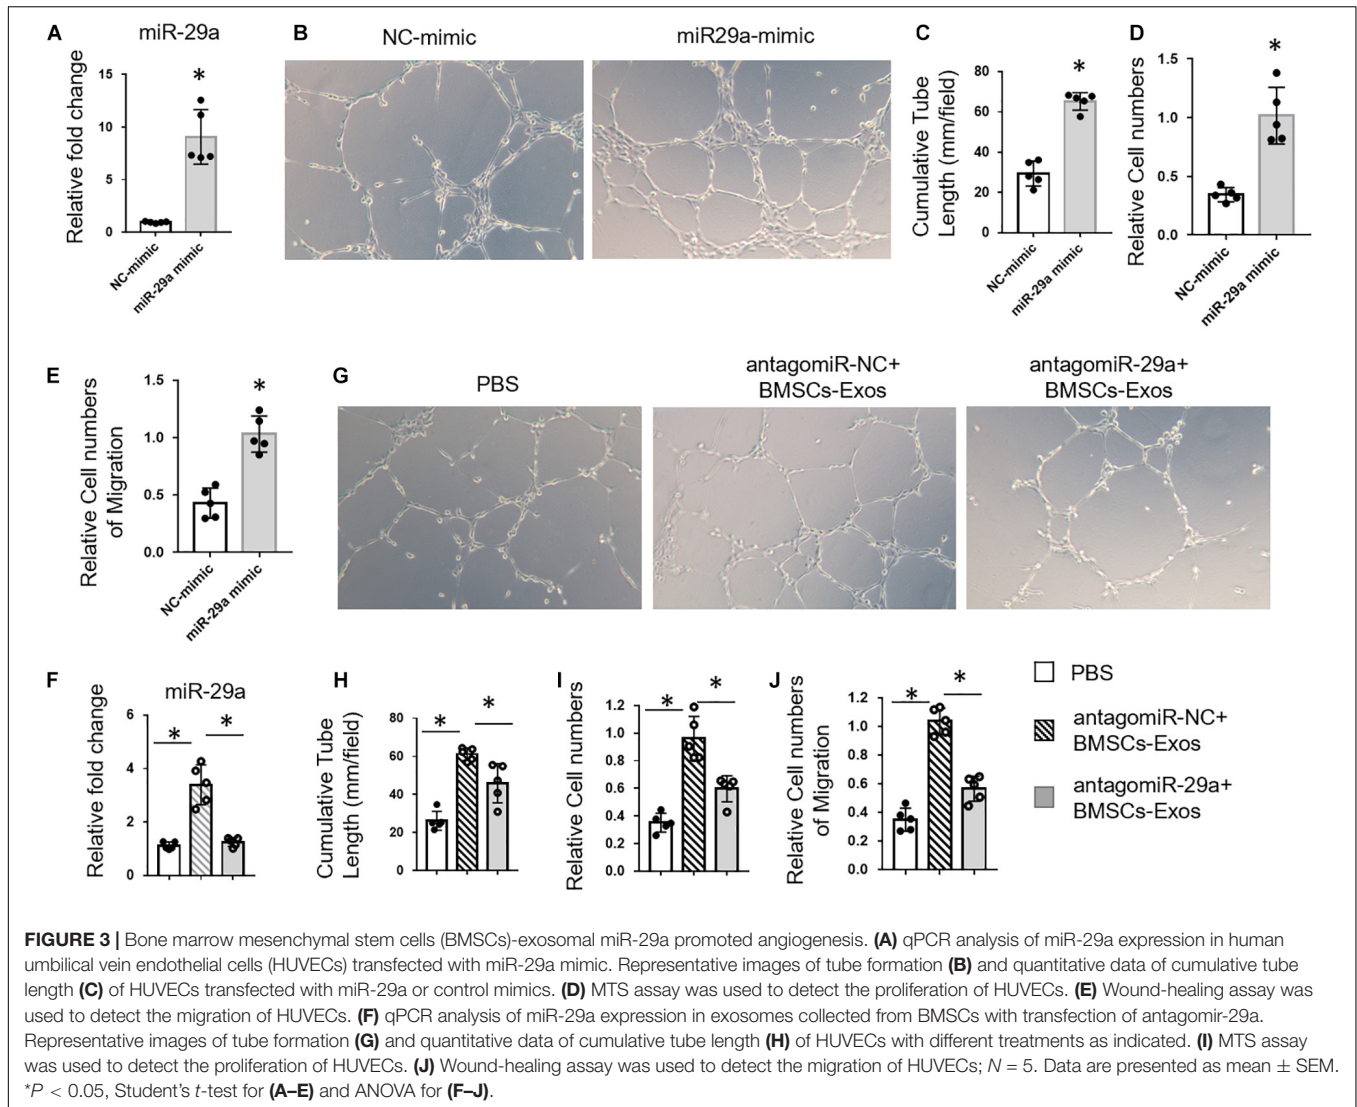 A
miR-29a
Relative fold change
15
10
5
0
*
NC-mimic
miR-29a mimic
B
NC-mimic
miR29a-mimic
C
Cumulative Tube
Length (mm/field)
80
60
40
20
0
*
NC-mimic
miR-29a mimic
D
Relative Cell numbers
1.5
1.0
0.5
0.0
*
NC-mimic
miR-29a mimic
E
Relative Cell numbers
of Migration
1.5
1.0
0.5
0.0
*
NC-mimic
miR-29a mimic
G
PBS
antagomiR-NC+
BMSCs-Exos
antagomiR-29a+
BMSCs-Exos
F
miR-29a
Relative fold change
6
4
2
0
*
*
H
Cumulative Tube
Length (mm/field)
80
60
40
20
0
*
*
I
Relative Cell numbers
1.2
1.0
0.8
0.6
0.4
0.2
0.0
*
*
J
Relative Cell numbers
of Migration
1.2
1.0
0.8
0.6
0.4
0.2
0.0
*
*
PBS
antagomiR-NC+
BMSCs-Exos
antagomiR-29a+
BMSCs-Exos
FIGURE 3 | Bone marrow mesenchymal stem cells (BMSCs)-exosomal miR-29a promoted angiogenesis. (A) qPCR analysis of miR-29a expression in human
umbilical vein endothelial cells (HUVECs) transfected with miR-29a mimic. Representative images of tube formation (B) and quantitative data of cumulative tube
length (C) of HUVECs transfected with miR-29a or control mimics. (D) MTS assay was used to detect the proliferation of HUVECs. (E) Wound-healing assay was
used to detect the migration of HUVECs. (F) qPCR analysis of miR-29a expression in exosomes collected from BMSCs with transfection of antagomir-29a.
Representative images of tube formation (G) and quantitative data of cumulative tube length (H) of HUVECs with different treatments as indicated. (I) MTS assay
was used to detect the proliferation of HUVECs. (J) Wound-healing assay was used to detect the migration of HUVECs; N = 5. Data are presented as mean ± SEM.
*P < 0.05, Student's t-test for (A–E) and ANOVA for (F–J).